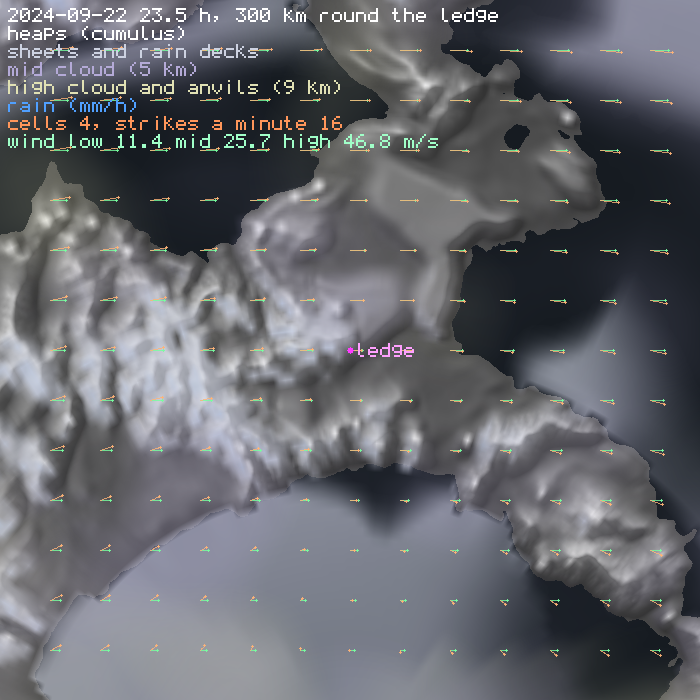 2024-09-22 23.5 h, 300 km round the ledge
heaps (cumulus)
sheets and rain decks
mid cloud (5 km)
high cloud and anvils (9 km)
rain (mm/h)
cells 4, strikes a minute 16
wind low 11.4 mid 25.7 high 46.8 m/s
Ledge